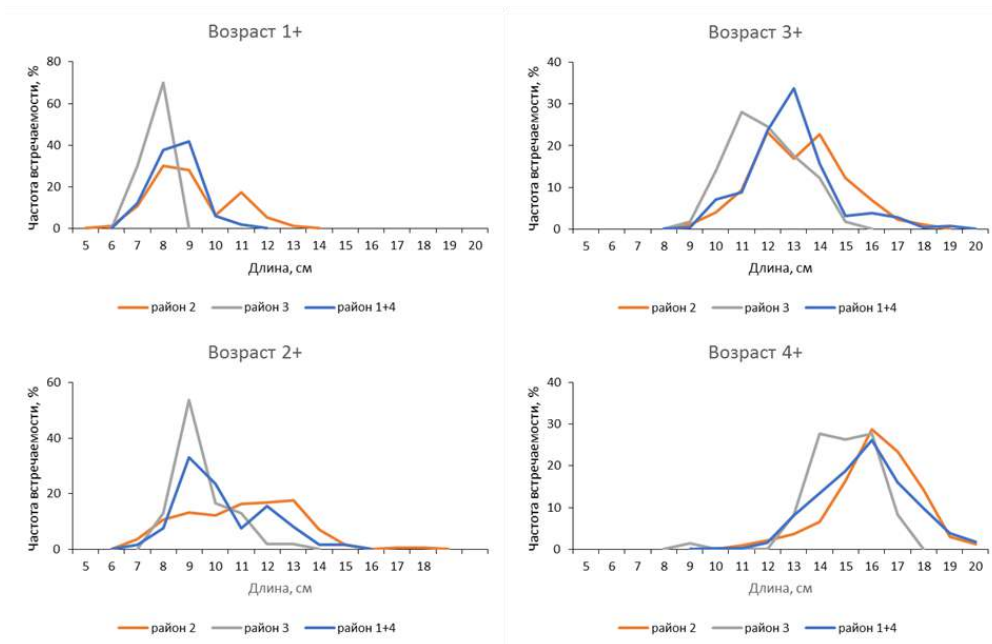 Возраст 1+
Частота встречаемости, %
80
60
40
20
0
5 6 7 8 9 10 11 12 13 14 15 16 17 18 19 20
Длина, см
район 2 район 3 район 1+4
Возраст 3+
Частота встречаемости, %
40
30
20
10
0
5 6 7 8 9 10 11 12 13 14 15 16 17 18 19 20
Длина, см
район 2 район 3 район 1+4
Возраст 2+
Частота встречаемости, %
60
40
20
0
5 6 7 8 9 10 11 12 13 14 15 16 17 18
Длина, см
район 2 район 3 район 1+4
Возраст 4+
Частота встречаемости, %
40
30
20
10
0
5 6 7 8 9 10 11 12 13 14 15 16 17 18 19 20
Длина, см
район 2 район 3 район 1+4